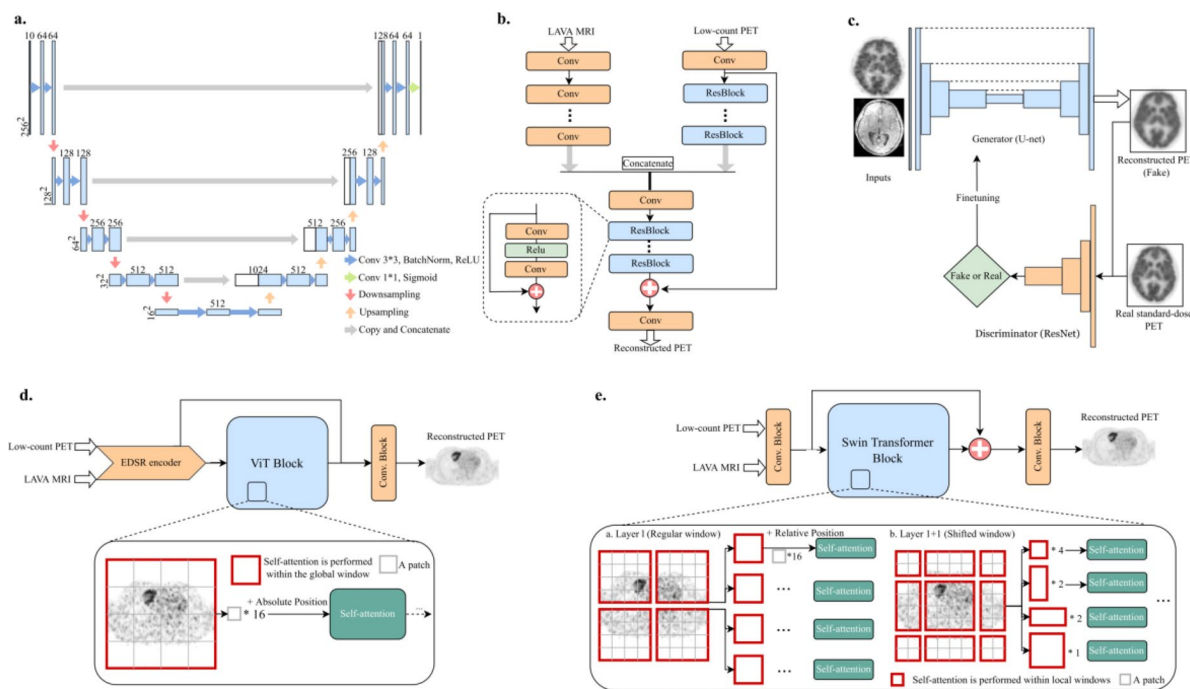 a.
10 64 64
128 64 64 1
256²
128 128
256 128
128²
256 256
512 256
64²
512 512
1024 512
32²
512
16²
Conv 3*3, BatchNorm, ReLU
Conv 1*1, Sigmoid
Downsampling
Upsampling
Copy and Concatenate
b.
LAVA MRI
Low-count PET
Conv
Conv
Conv
ResBlock
Conv
ResBlock
Concatenate
Conv
ResBlock
ResBlock
Conv
Reconstructed PET
Conv
Relu
Conv
c.
Inputs
Generator (U-net)
Reconstructed PE
(Fake)
Finetuning
Fake or Real
Discriminator (ResNet)
Real standard-dose
PET
d.
Low-count PET
LAVA MRI
EDSR encoder
ViT Block
Conv. Block
Reconstructed PET
Self-attention is performed
within the global window
A patch
* 16
+ Absolute Position
Self-attention
...
e.
Low-count PET
LAVA MRI
Conv. Block
Swin Transformer
Block
Conv. Block
Reconstructed PET
a. Layer l (Regular window)
+ Relative Position
*16
Self-attention
... Self-attention
... Self-attention
... Self-attention
b. Layer l+1 (Shifted window)
* 4 Self-attention
* 2 Self-attention
* 2 Self-attention
* 1 Self-attention
...
Self-attention is performed within local windows
A patch